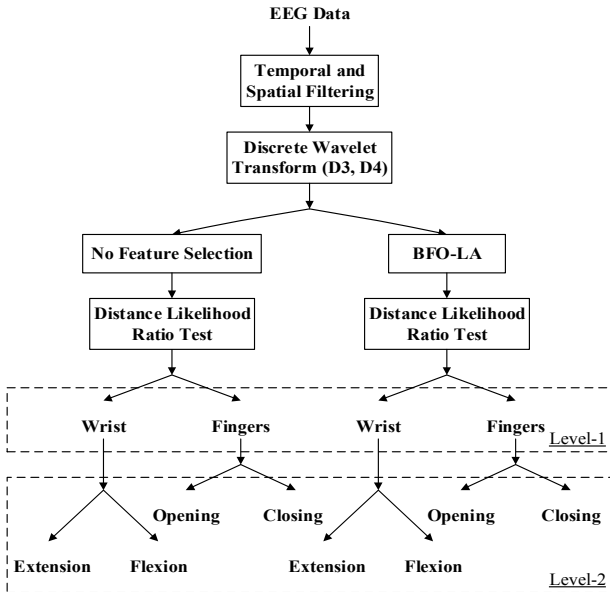 EEG Data
Temporal and
Spatial Filtering
Discrete Wavelet
Transform (D3, D4)
No Feature Selection
BFO-LA
Distance Likelihood
Ratio Test
Distance Likelihood
Ratio Test
Wrist
Fingers
Wrist
Fingers
Level-1
Opening
Closing
Opening
Closing
Extension
Flexion
Extension
Flexion
Level-2